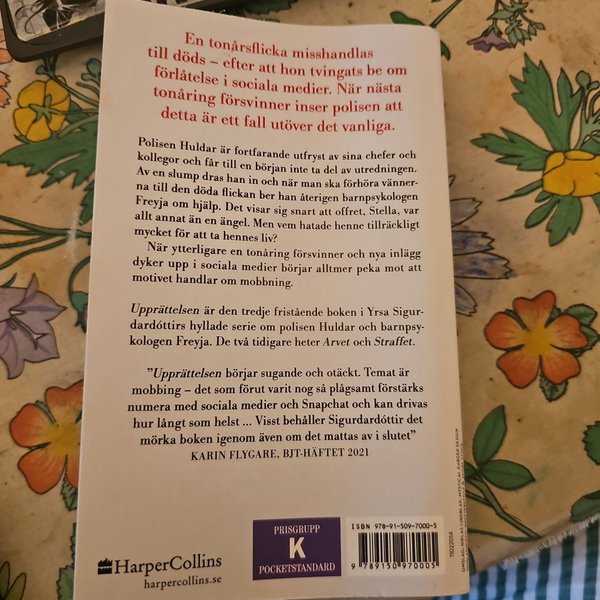 En tonårsflicka misshandlas
till döds – efter att hon tvingats be om
förlåtelse i sociala medier. När nästa
tonåring försvinner inser polisen att
detta är ett fall utöver det vanliga.
Polisen Huldar är fortfarande utfryst av sina chefer och
kollegor och får till en början inte ta del av utredningen.
Av en slump dras han in och när man ska förhöra vänner-
na till den döda flickan ber han återigen barnpsykologen
Freyja om hjälp. Det visar sig snart att offret, Stella, var
allt annat än en ängel. Men vem hatade henne tillräckligt
mycket för att ta hennes liv?
När ytterligare en tonåring försvinner och nya inlägg
dyker upp i sociala medier börjar alltmer peka mot att
motivet handlar om mobbning.
Upprättelsen är den tredje fristående boken i Yrsa Sigur-
dardóttirs hyllade serie om polisen Huldar och barnpsy-
kologen Freyja. De två tidigare heter Arvet och Straffet.
"Upprättelsen börjar sugande och otäckt. Temat är
mobbing – det som förut varit nog så plågsamt förstärks
numera med sociala medier och Snapchat och kan drivas
hur långt som helst ... Visst behåller Sigurdardóttir det
mörka boken igenom även om det mattas av i slutet"
KARIN FLYGARE, BJT-HÄFTET 2021
HarperCollins
harpercollins.se
PRISGRUPP
K
POCKETSTANDARD
ISBN 978-91-509-7000-5
9 789150 970005
11022014